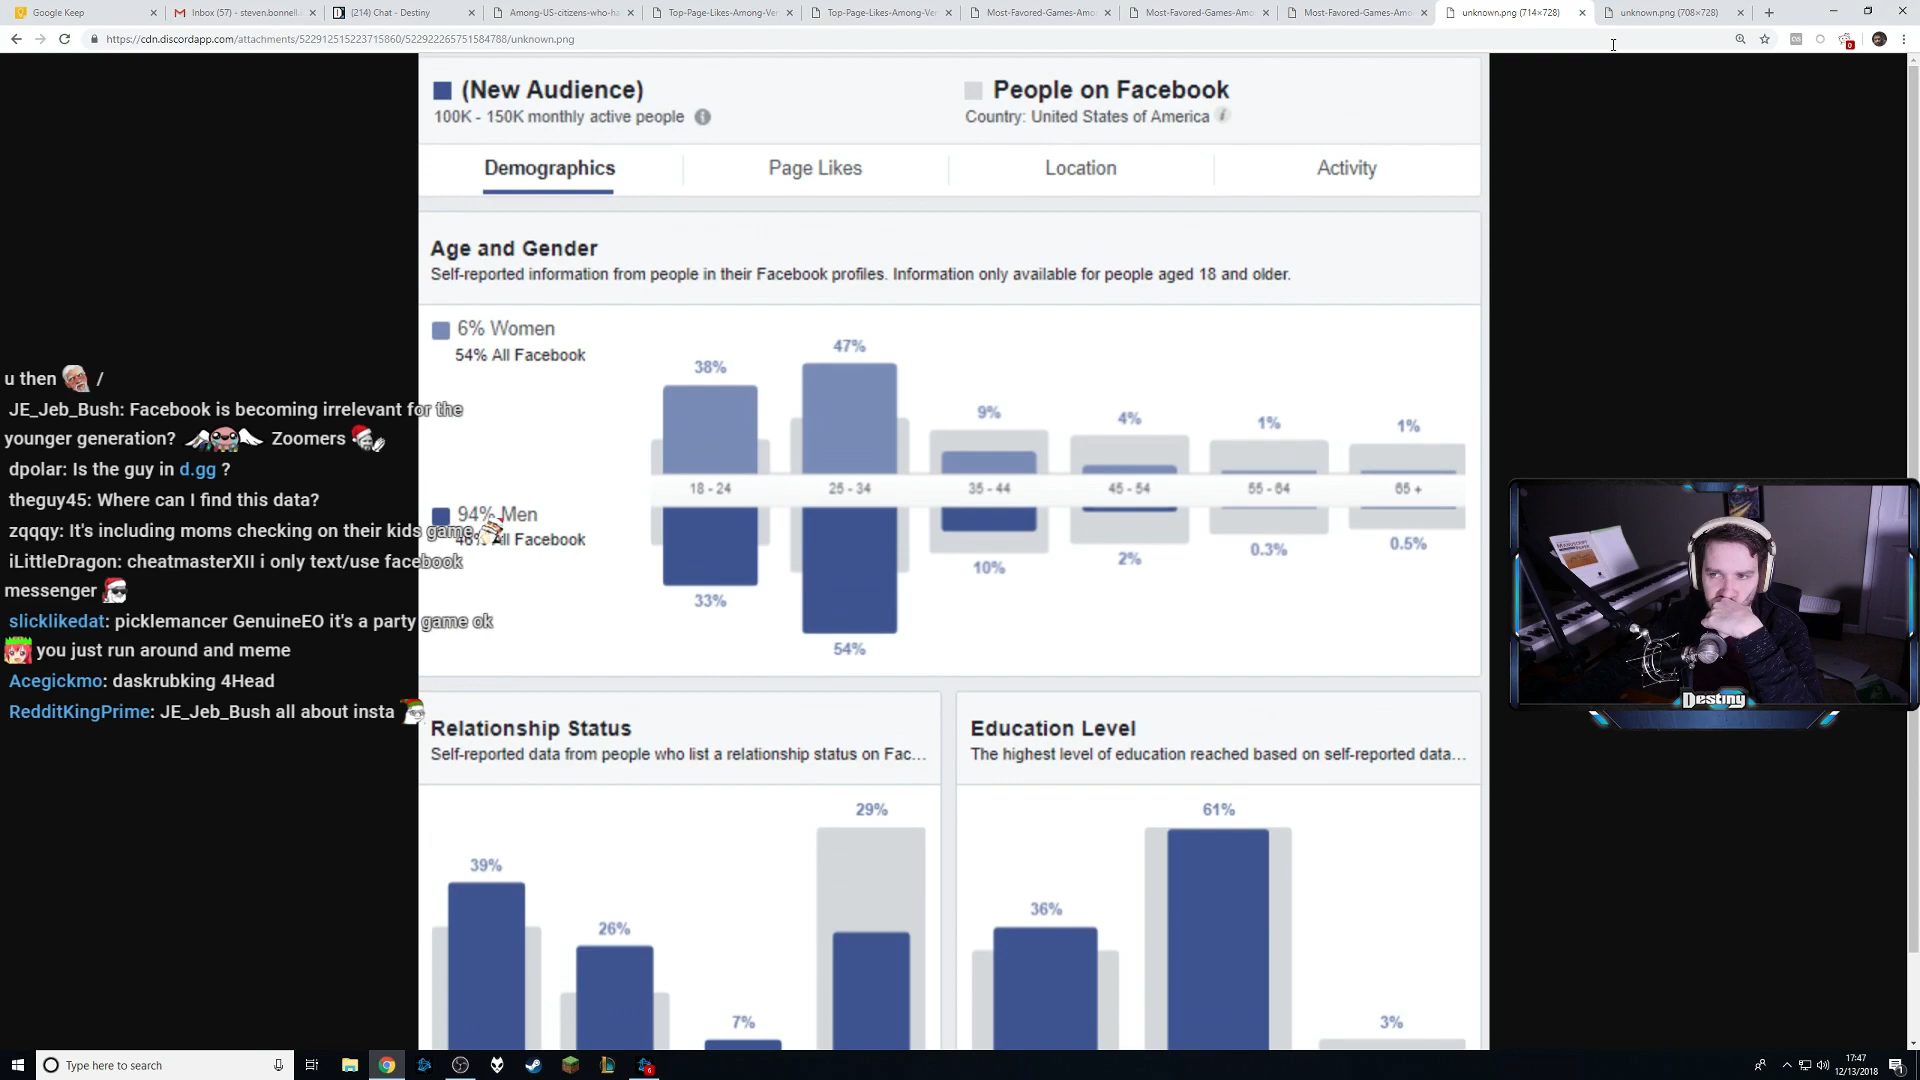 Google Keep
Inbox (57) - steven.bonnell.i
(214) Chat - Destiny
Among-US-citizens-who-ha
Top-Page-Likes-Among-Ve
Top-Page-Likes-Among-Ve
Most-Favored-Games-Amo
Most-Favored-Games-Amo
Most-Favored-Games-Amo
unknown.png (714×728)
unknown.png (708×728)
https://cdn.discordapp.com/attachments/522912515223715860/522922265751584788/unknown.png
(New Audience)
100K - 150K monthly active people
People on Facebook
Country: United States of America
Demographics
Page Likes
Location
Activity
Age and Gender
Self-reported information from people in their Facebook profiles. Information only available for people aged 18 and older.
6% Women
54% All Facebook
38%
47%
9%
4%
1%
1%
18 - 24
25 - 34
35 - 44
45 - 54
55 - 64
65 +
94% Men
46% All Facebook
33%
54%
10%
2%
0.3%
0.5%
u then /
JE_Jeb_Bush: Facebook is becoming irrelevant for the
younger generation? Zoomers
dpolar: Is the guy in d.gg ?
theguy45: Where can I find this data?
zqqqy: It's including moms checking on their kids game
iLittleDragon: cheatmasterXII i only text/use facebook
messenger
slicklikedat: picklemancer GenuineEO it's a party game ok
you just run around and meme
Acegickmo: daskrubking 4Head
RedditKingPrime: JE_Jeb_Bush all about insta
Relationship Status
Self-reported data from people who list a relationship status on Fac...
39%
26%
7%
29%
Education Level
The highest level of education reached based on self-reported data...
36%
61%
3%
Destiny
Type here to search
17:47
12/13/2018